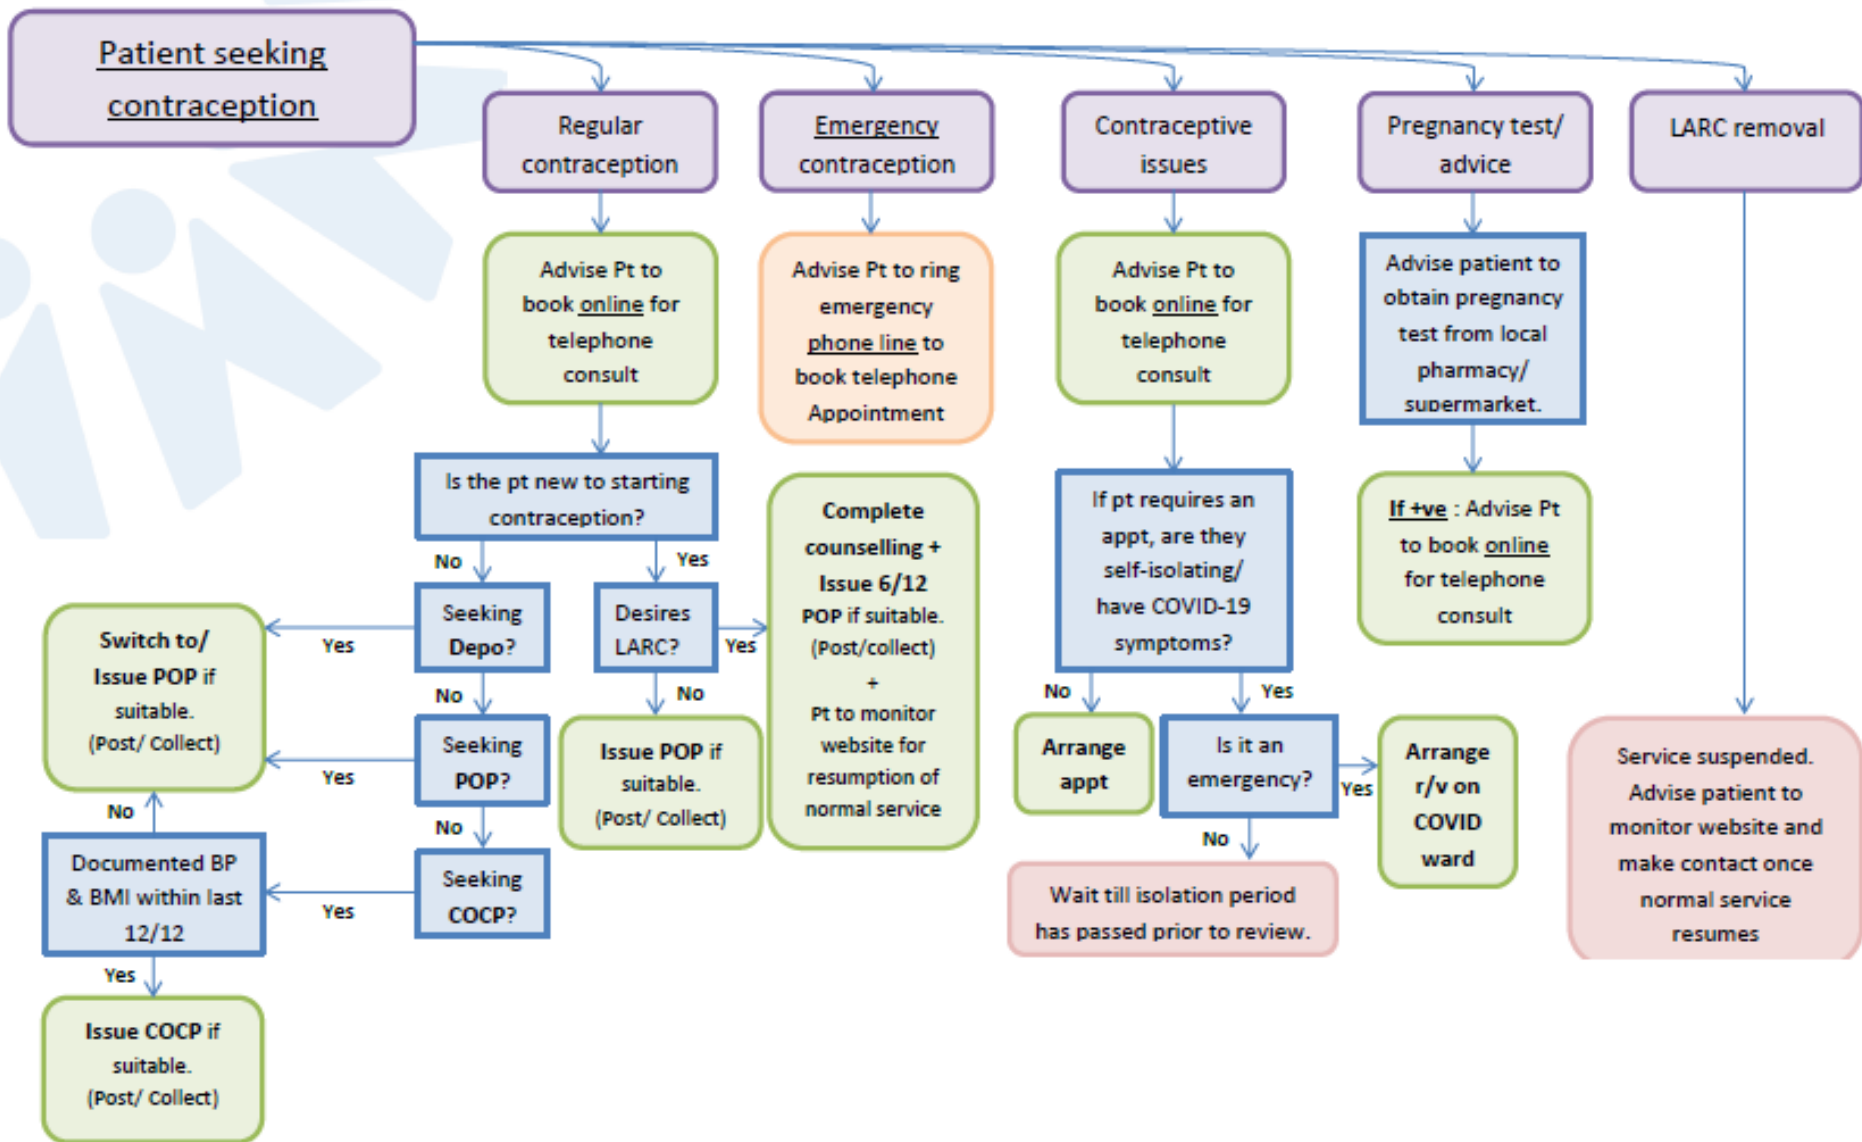 Patient seeking
contraception
Regular
contraception
Emergency
contraception
Contraceptive
issues
Pregnancy test/
advice
LARC removal
Advise Pt to
book online for
telephone
consult
Advise Pt to ring
emergency
phone line to
book telephone
Appointment
Advise Pt to
book online for
telephone
consult
Advise patient to
obtain pregnancy
test from local
pharmacy/
supermarket.
Is the pt new to starting
contraception?
No
Yes
Seeking
Depo?
Yes
No
Desires
LARC?
Yes
No
Switch to/
Issue POP if
suitable.
(Post/ Collect)
Seeking
POP?
Yes
No
Issue POP if
suitable.
(Post/ Collect)
Complete
counselling +
Issue 6/12
POP if suitable.
(Post/collect)
+
Pt to monitor
website for
resumption of
normal service
No
Documented BP
& BMI within last
12/12
Yes
Seeking
COCP?
Yes
Issue COCP if
suitable.
(Post/ Collect)
If pt requires an
appt, are they
self-isolating/
have COVID-19
symptoms?
No
Yes
Arrange
appt
Is it an
emergency?
Yes
No
Arrange
r/v on
COVID
ward
Wait till isolation period
has passed prior to review.
If +ve : Advise Pt
to book online
for telephone
consult
Service suspended.
Advise patient to
monitor website and
make contact once
normal service
resumes